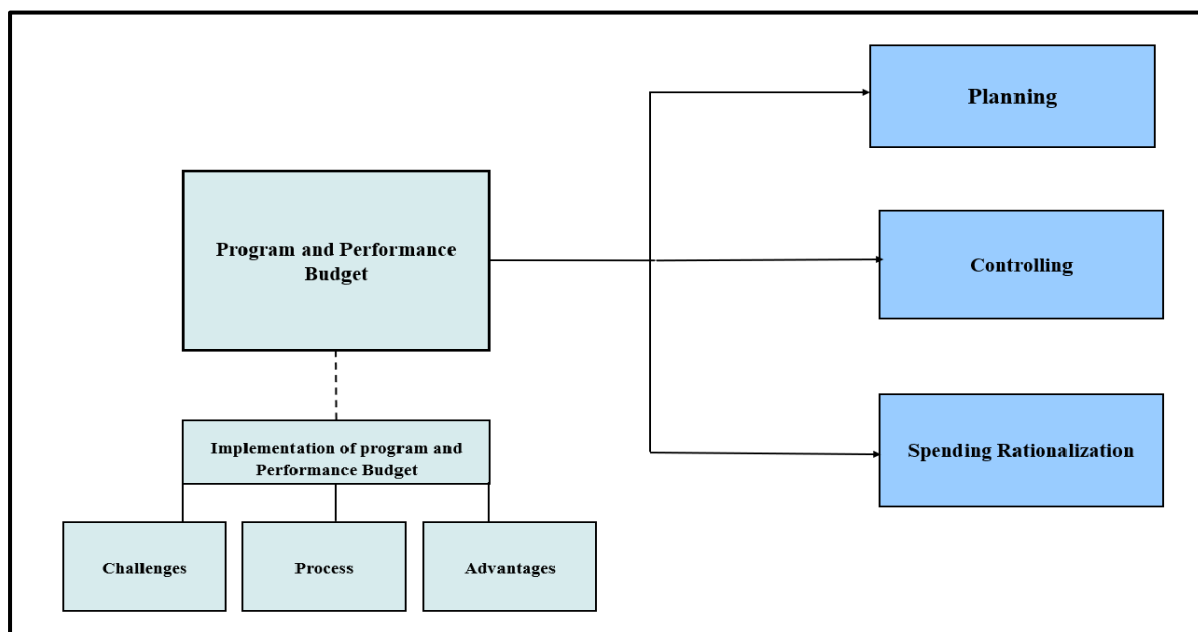 Planning
Program and Performance
Budget
Controlling
Implementation of program and
Performance Budget
Spending Rationalization
Challenges
Process
Advantages